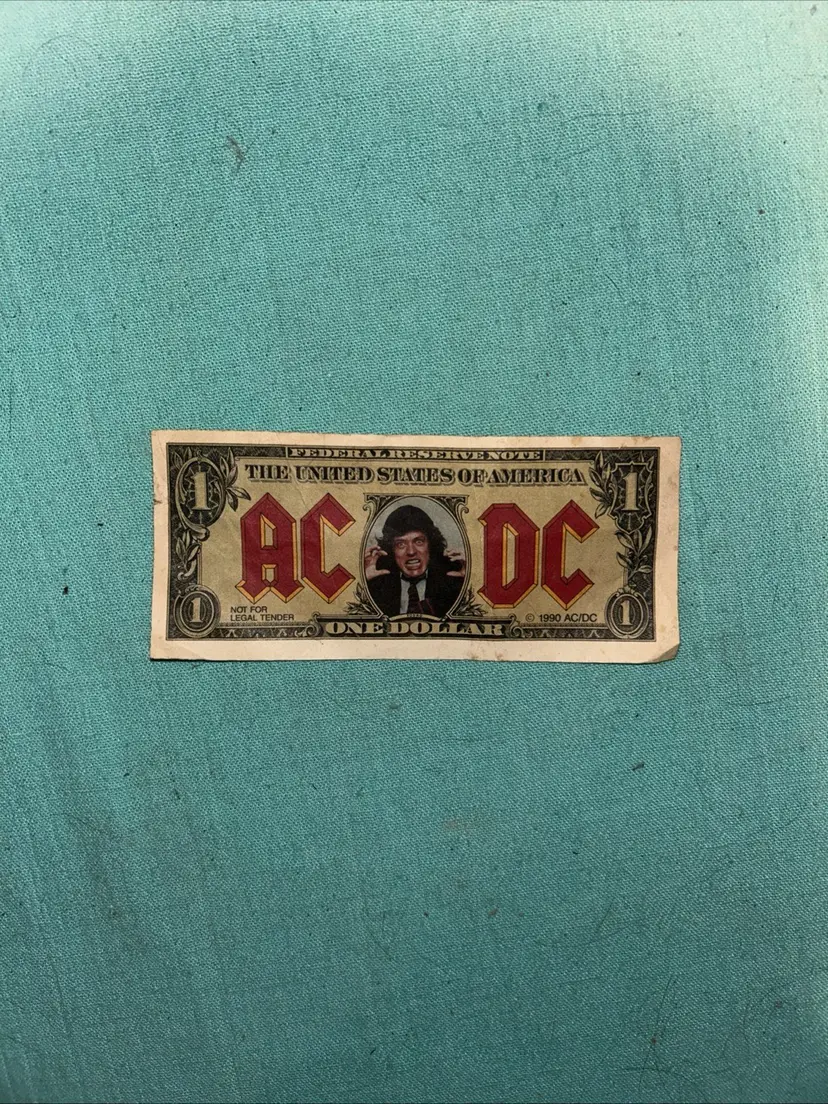 FEDERAL RESERVE NOTE
THE UNITED STATES OF AMERICA
1 1
AC DC
NOT FOR
LEGAL TENDER
© 1990 AC/DC
1 ONE DOLLAR 1